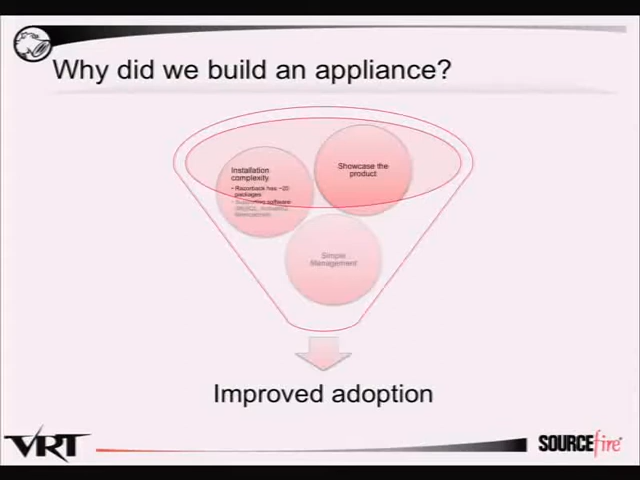 Why did we build an appliance?
Installation
complexity
• Razorback has ~20
packages
software
Showcase the
product
Simple
Management
Improved adoption
VRT
SOURCEfire